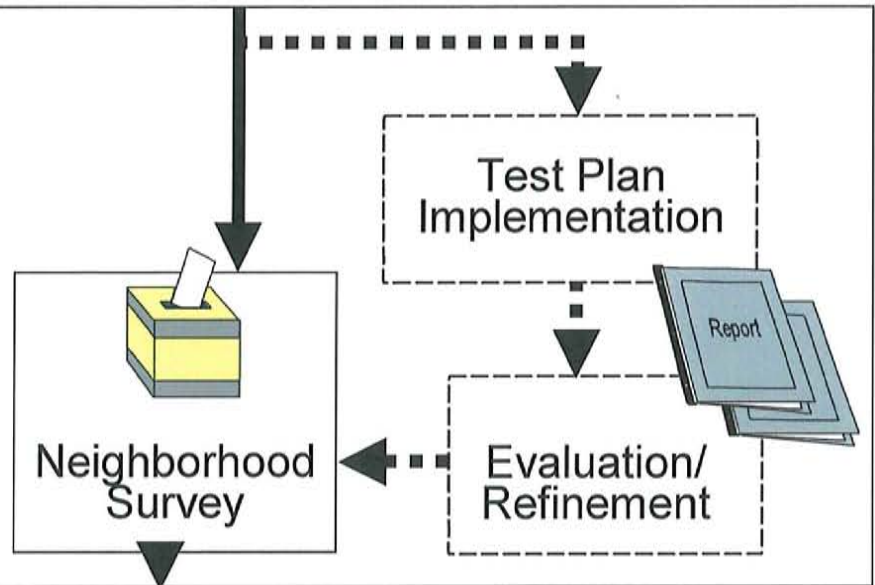 Test Plan
Implementation
Report
Neighborhood
Survey
Evaluation/
Refinement